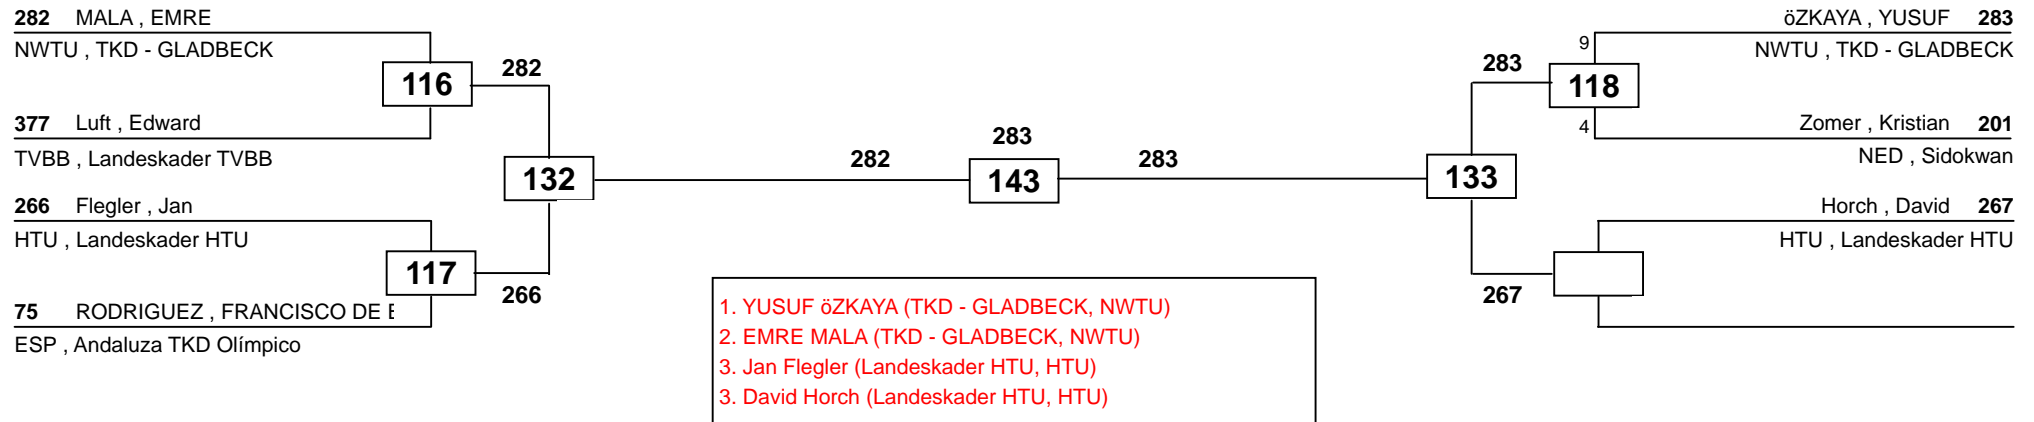 282 MALA , EMRE
NWTU , TKD - GLADBECK
116
282
377 Luft , Edward
TVBB , Landeskader TVBB
132
266 Flegler , Jan
HTU , Landeskader HTU
117
266
75 RODRIGUEZ , FRANCISCO DE
ESP , Andaluza TKD Olímpico
282
283
143
283
öZKAYA , YUSUF 283
9
NWTU , TKD - GLADBECK
283
118
4
Zomer , Kristian 201
NED , Sidokwan
133
Horch , David 267
HTU , Landeskader HTU
267
1. YUSUF öZKAYA (TKD - GLADBECK, NWTU)
2. EMRE MALA (TKD - GLADBECK, NWTU)
3. Jan Flegler (Landeskader HTU, HTU)
3. David Horch (Landeskader HTU, HTU)